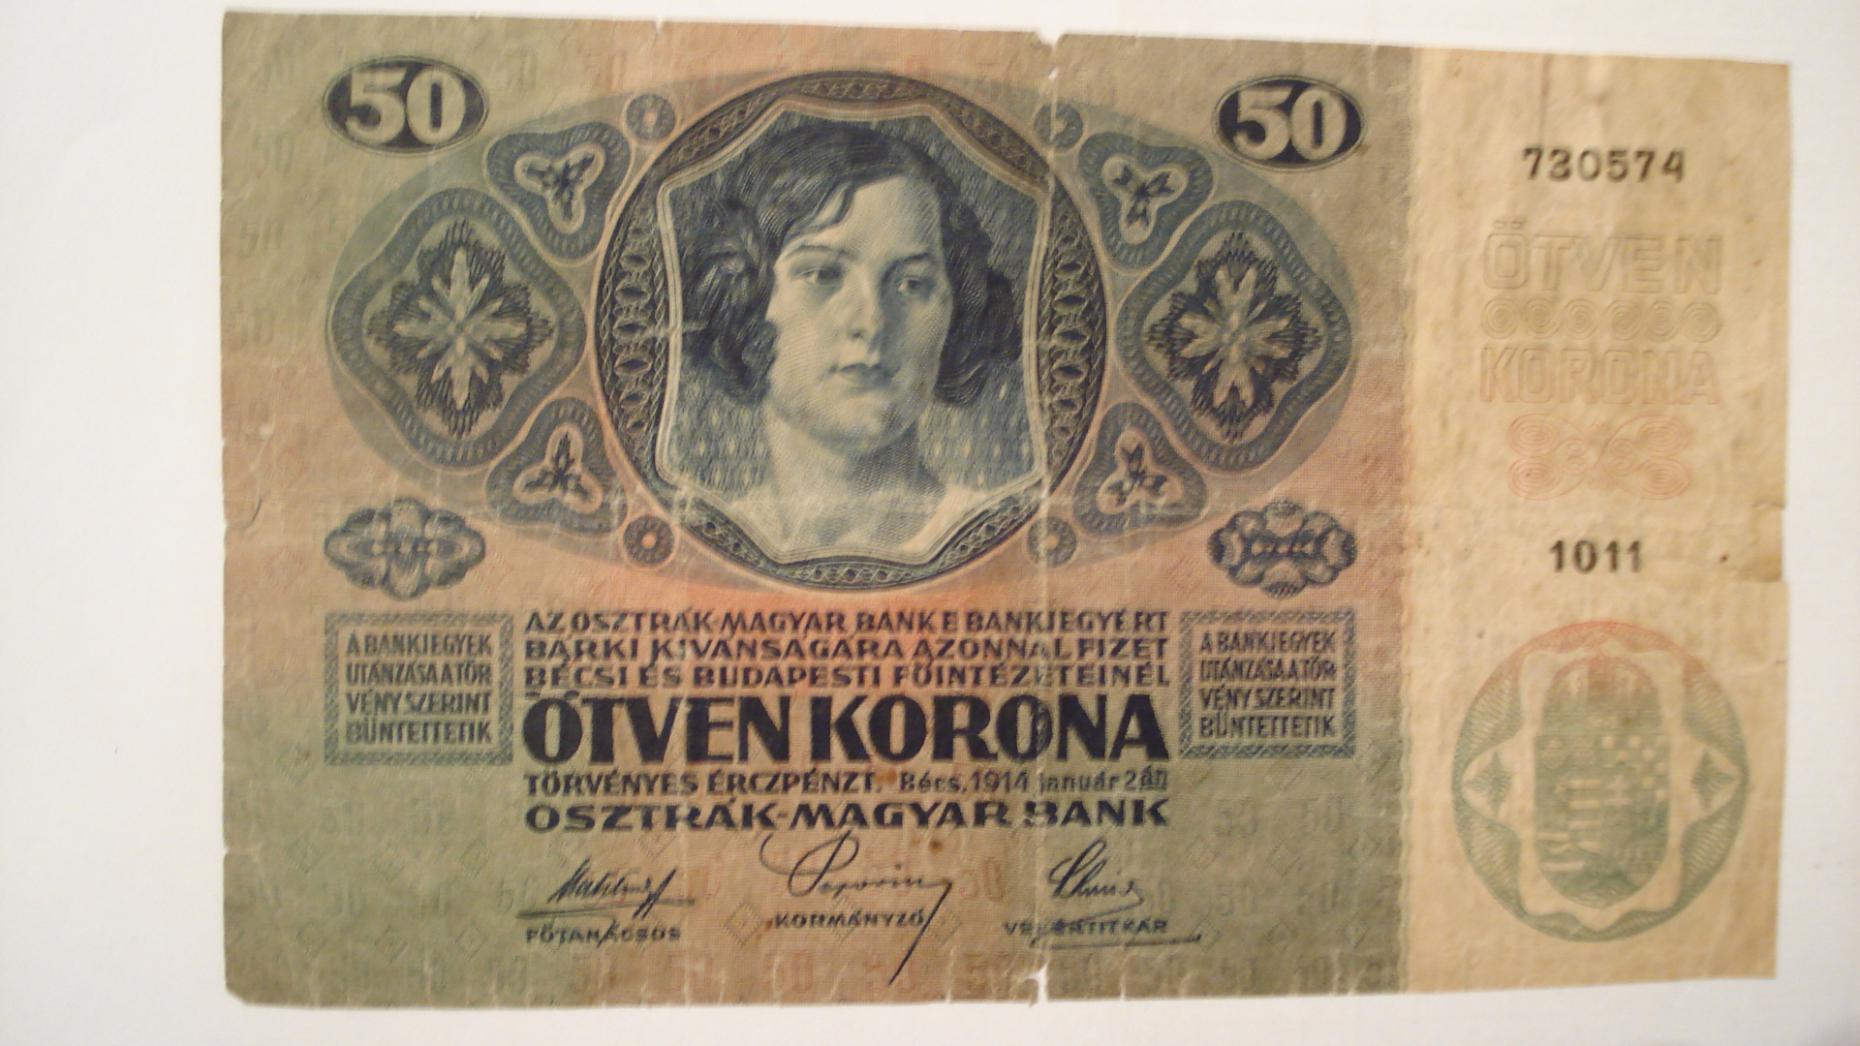 50
50
730574
ÖTVEN
KORONA
1011
AZ OSZTRÁK-MAGYAR BANK E BANKJEGYÉRT
BÁRKI KIVÁNSÁGÁRA AZONNAL FIZET
BÉCSI ÉS BUDAPESTI FŐINTÉZETEINÉL
ÖTVEN KORONA
TÖRVÉNYES ÉRCZPÉNZT. Bécs, 1914 január 2án
OSZTRÁK-MAGYAR BANK
A BANKJEGYEK
UTÁNZÁSA A TÖR
VÉNY SZERINT
BÜNTETTETIK
A BANKJEGYEK
UTÁNZÁSA A TÖR
VÉNY SZERINT
BÜNTETTETIK
FŐTANÁCSOS
KORMÁNYZÓ
VEZÉRTITKÁR